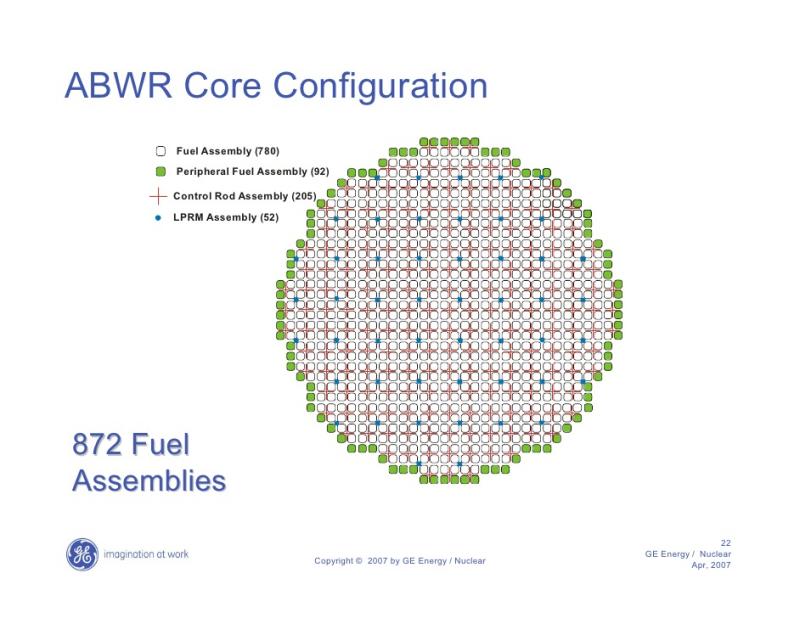 ABWR Core Configuration
Fuel Assembly (780)
Peripheral Fuel Assembly (92)
Control Rod Assembly (205)
LPRM Assembly (52)
872 Fuel
Assemblies
GE imagination at work
Copyright © 2007 by GE Energy / Nuclear
22
GE Energy / Nuclear
Apr, 2007